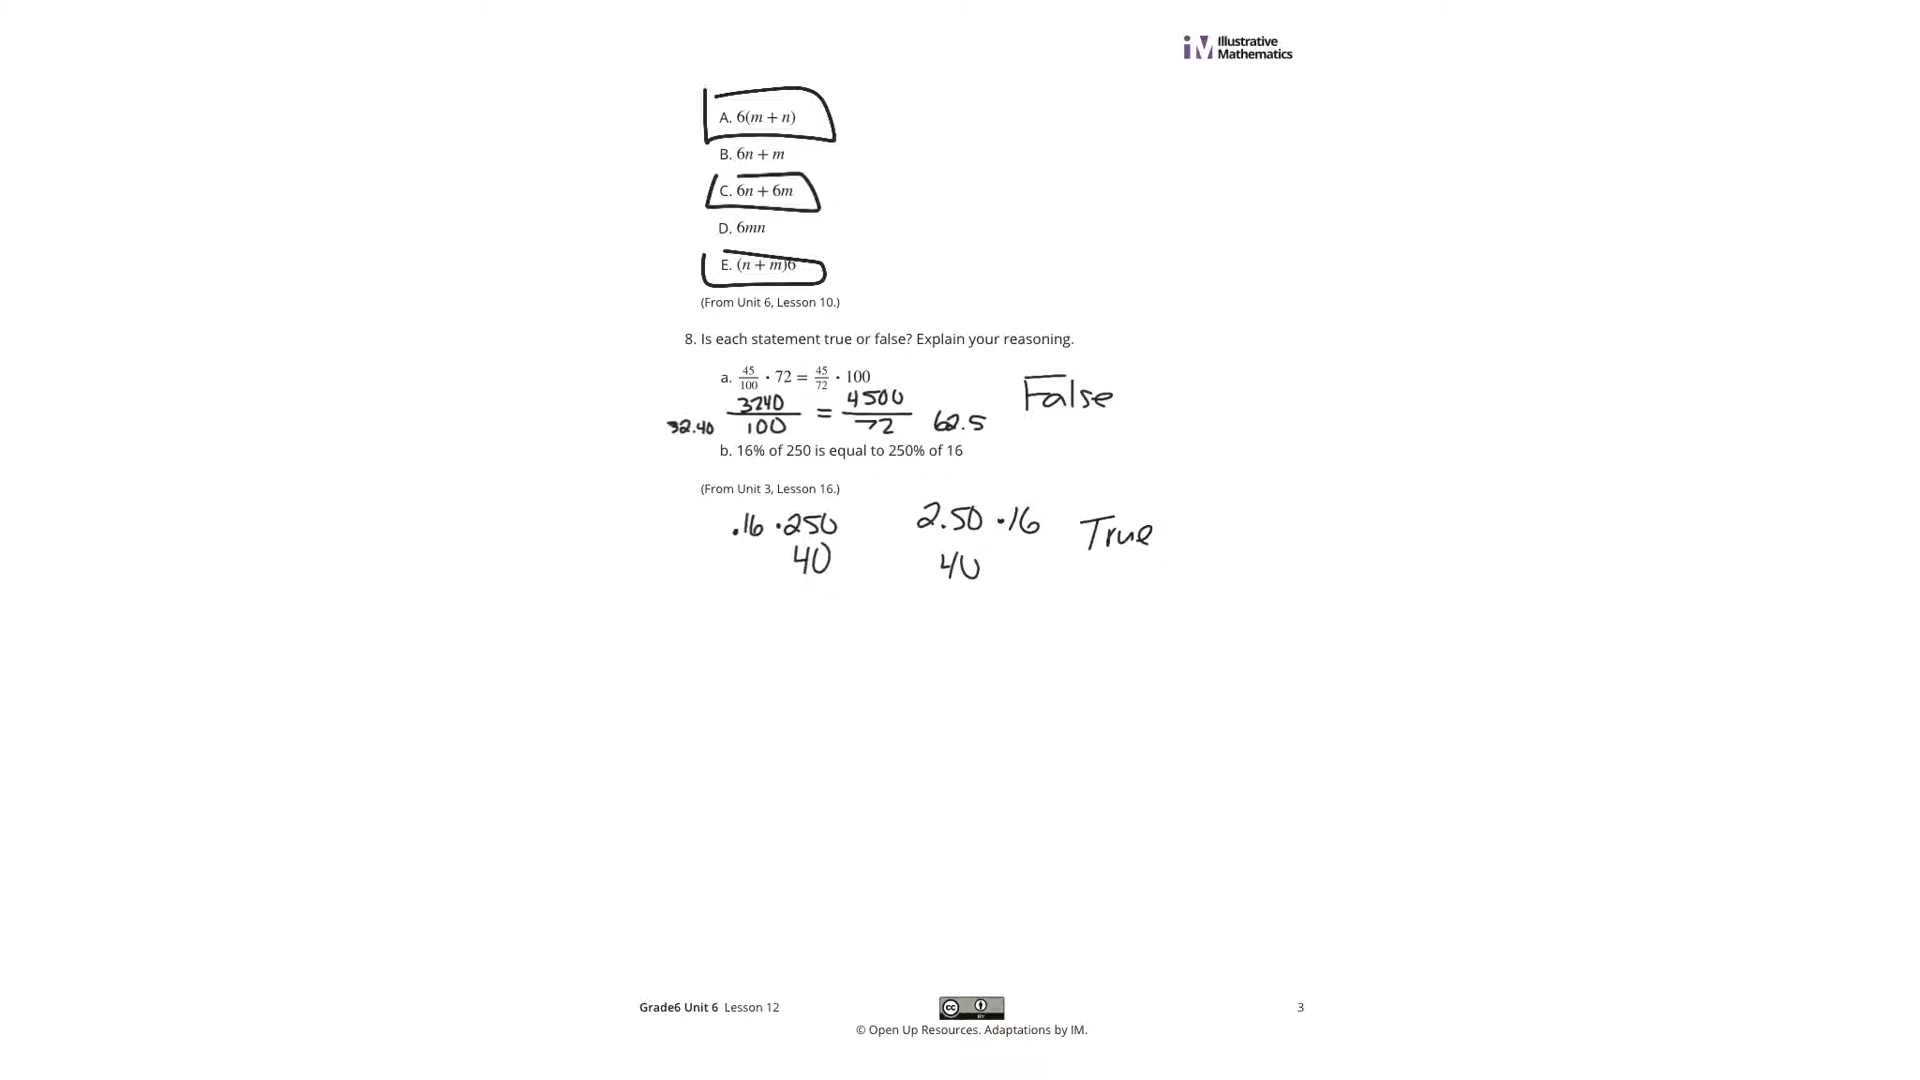 Illustrative
Mathematics
A. 6(m + n)
B. 6n + m
C. 6n + 6m
D. 6mn
E. (n + m)6
(From Unit 6, Lesson 10.)
8. Is each statement true or false? Explain your reasoning.
a. 45/100 · 72 = 45/72 · 100
32.40 3240/100 = 4500/72 62.5 False
b. 16% of 250 is equal to 250% of 16
(From Unit 3, Lesson 16.)
.16 · 250 2.50 · 16 True
40 40
Grade6 Unit 6 Lesson 12 cc BY 3
© Open Up Resources. Adaptations by IM.